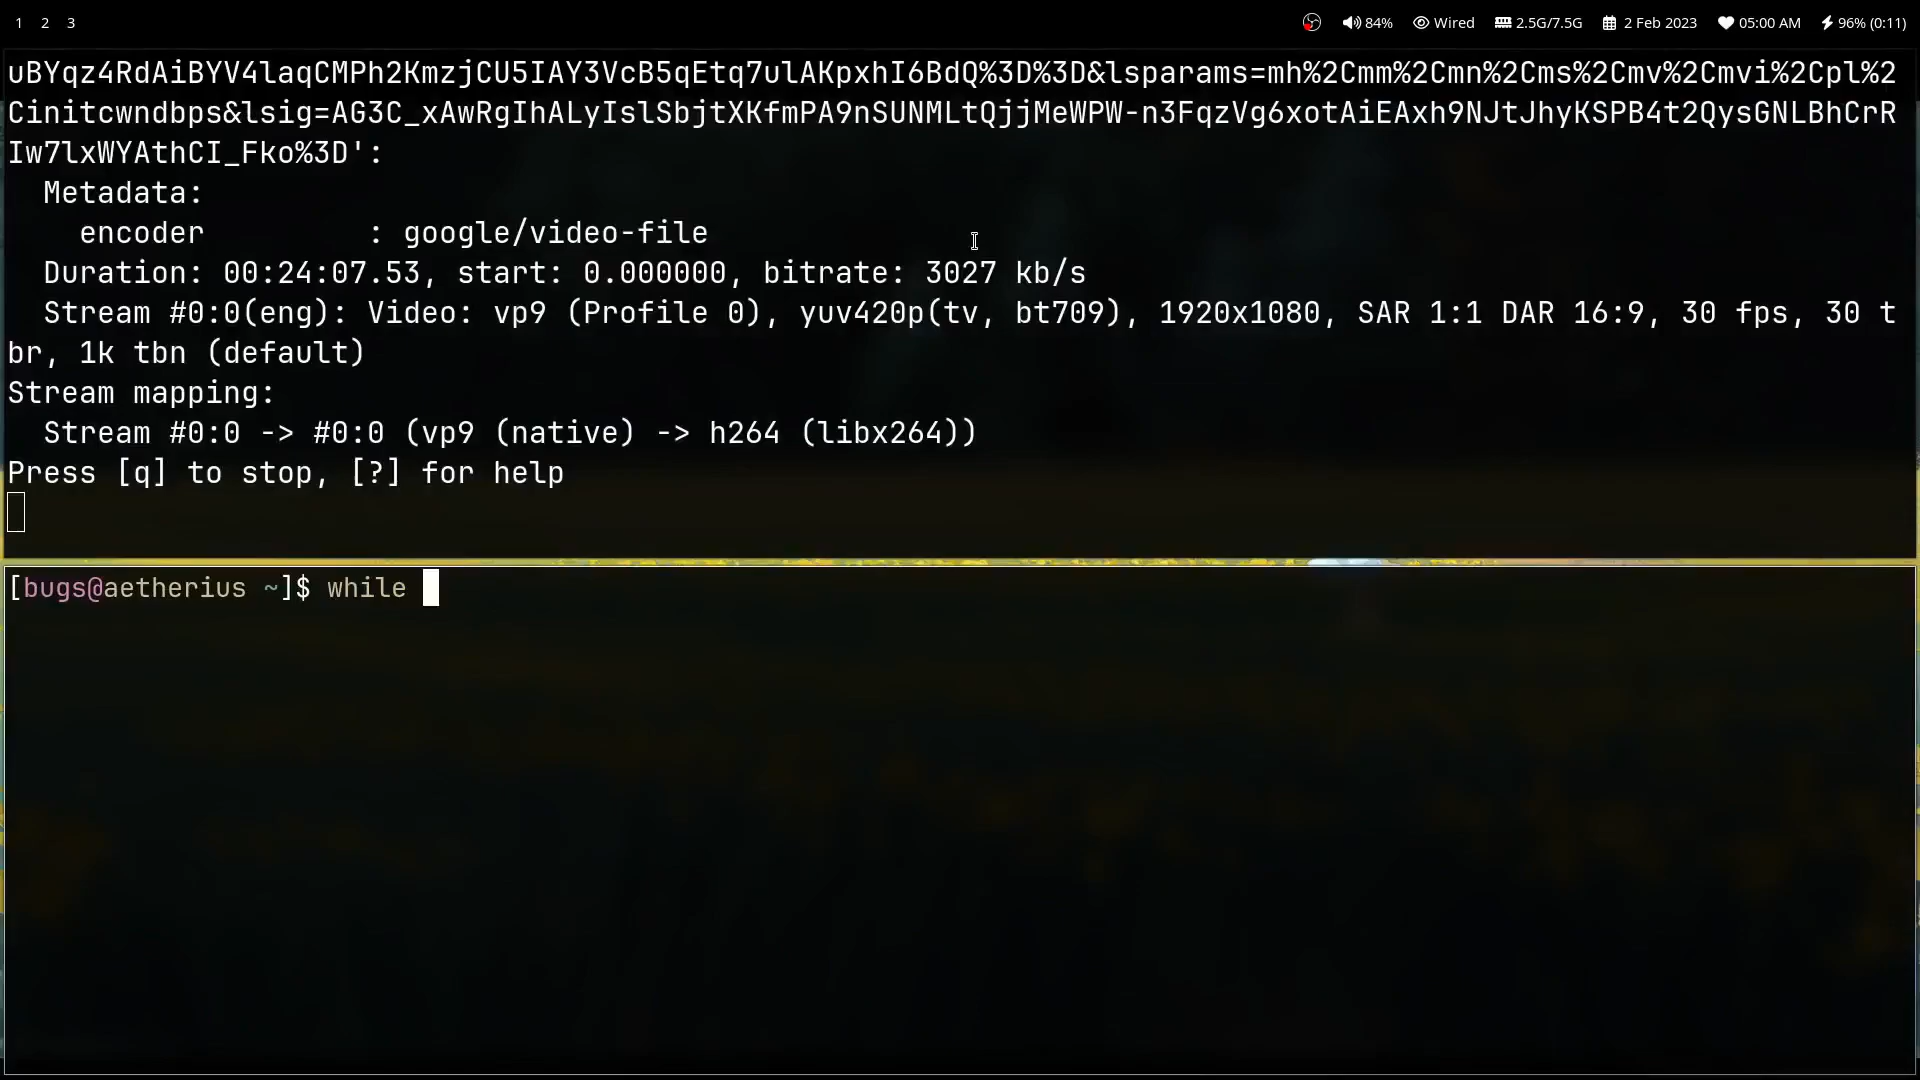 1 2 3 84% Wired 2.5G/7.5G 2 Feb 2023 05:00 AM 96% (0:11)
uBYqz4RdAiBYV4laqCMPh2KmzjCU5IAY3VcB5qEtq7ulAKpxhI6BdQ%3D%3D&lsparams=mh%2Cmm%2Cmn%2Cms%2Cmv%2Cmvi%2Cpl%2
Cinitcwndbps&lsig=AG3C_xAwRgIhALyIslSbjtXKfmPA9nSUNMLtQjjMeWPW-n3FqzVg6xotAiEAxh9NJtJhyKSPB4t2QysGNLBhCrR
Iw7lxWYAthCI_Fko%3D':
  Metadata:
    encoder         : google/video-file
  Duration: 00:24:07.53, start: 0.000000, bitrate: 3027 kb/s
  Stream #0:0(eng): Video: vp9 (Profile 0), yuv420p(tv, bt709), 1920x1080, SAR 1:1 DAR 16:9, 30 fps, 30 t
br, 1k tbn (default)
Stream mapping:
  Stream #0:0 -> #0:0 (vp9 (native) -> h264 (libx264))
Press [q] to stop, [?] for help
[bugs@aetherius ~]$ while